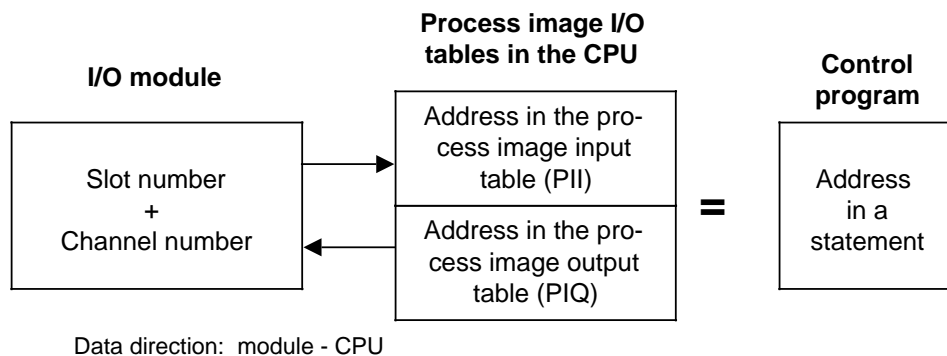 Process image I/O
tables in the CPU
I/O module
Control
program
Slot number
+
Channel number
Address in the pro-
cess image input
table (PII)
Address in the pro-
cess image output
table (PIQ)
=
Address
in a
statement
Data direction: module - CPU